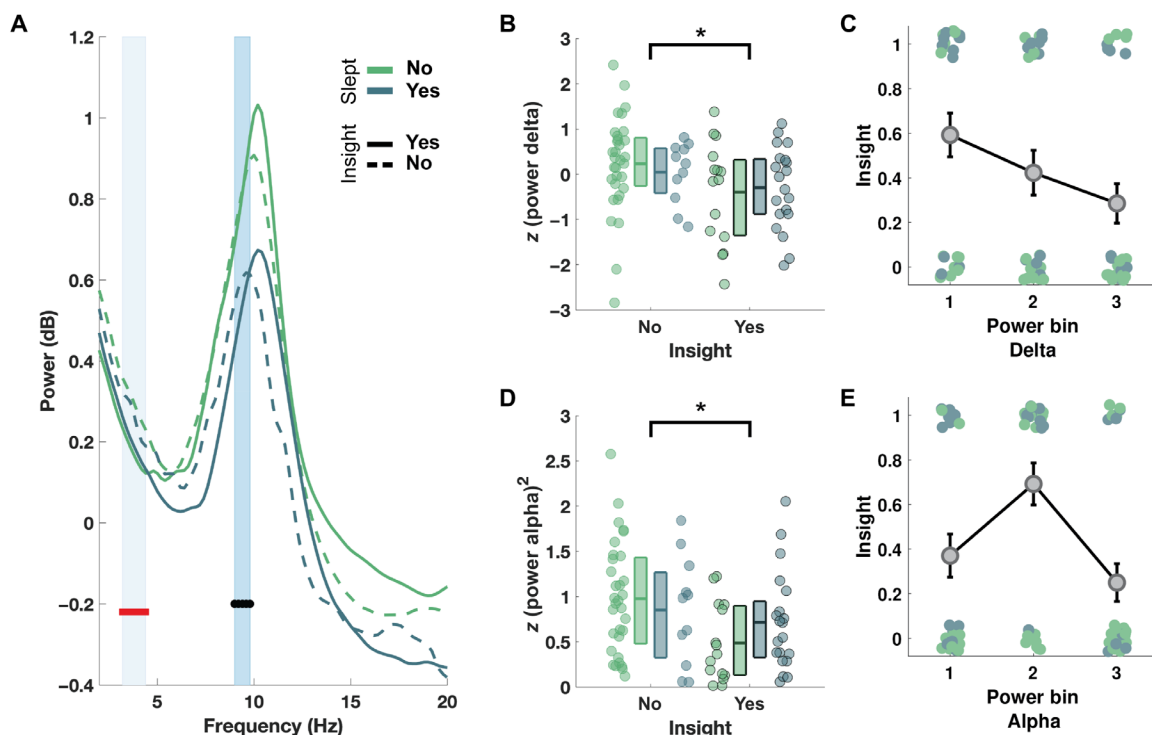 A
1.2
1
0.8
0.6
0.4
0.2
0
−0.2
−0.4
Power (dB)
5
10
15
20
Frequency (Hz)
Slept
No
Yes
Insight
Yes
No
B
*
3
2
1
0
−1
−2
−3
z (power delta)
No
Yes
Insight
C
1
0.8
0.6
0.4
0.2
0
Insight
1
2
3
Power bin
Delta
D
*
3
2.5
2
1.5
1
0.5
0
z (power alpha)²
No
Yes
Insight
E
1
0.8
0.6
0.4
0.2
0
Insight
1
2
3
Power bin
Alpha